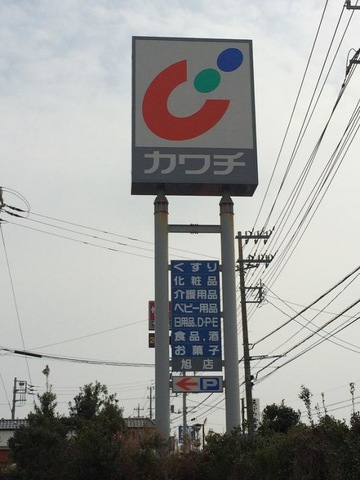 カワチ
くすり
化粧品
介護用品
ベビー用品
日用品、DPE
食品、酒
お菓子
旭店
← P